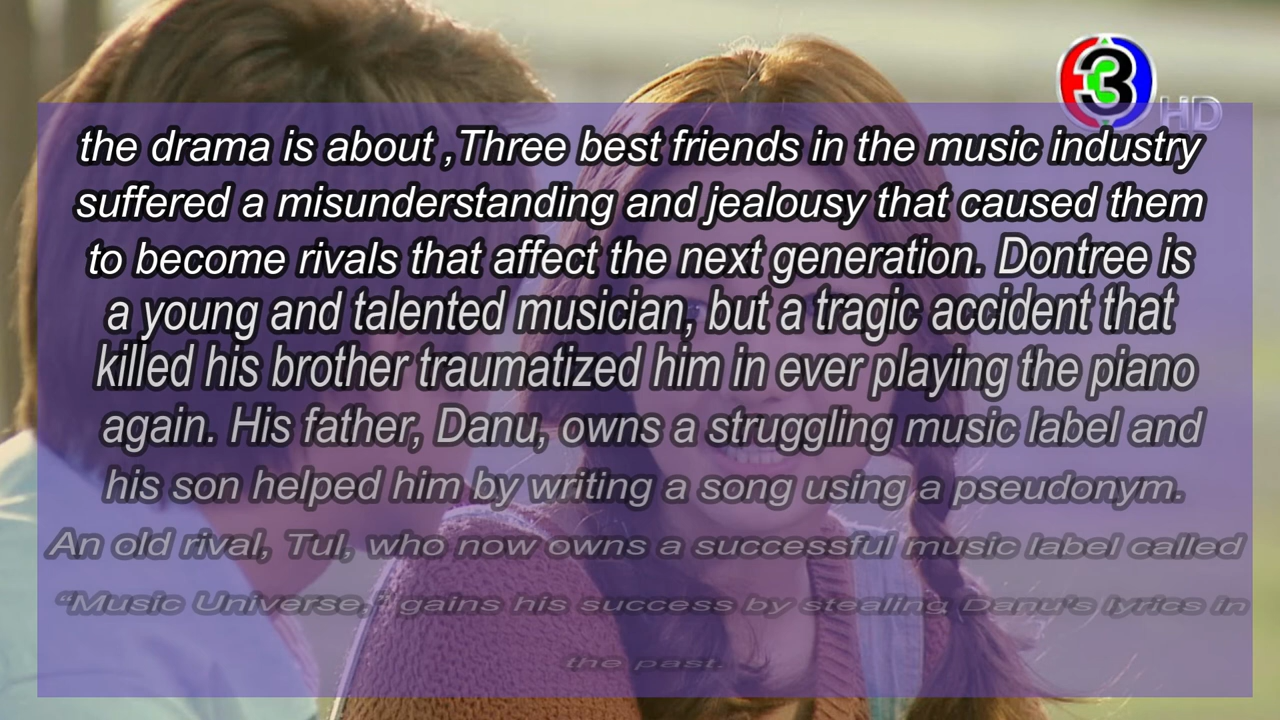 3 HD
the drama is about ,Three best friends in the music industry
suffered a misunderstanding and jealousy that caused them
to become rivals that affect the next generation. Dontree is
a young and talented musician, but a tragic accident that
killed his brother traumatized him in ever playing the piano
again. His father, Danu, owns a struggling music label and
his son helped him by writing a song using a pseudonym.
An old rival, Tul, who now owns a successful music label called
“Music Universe,” gains his success by stealing Danu's lyrics in
the past.